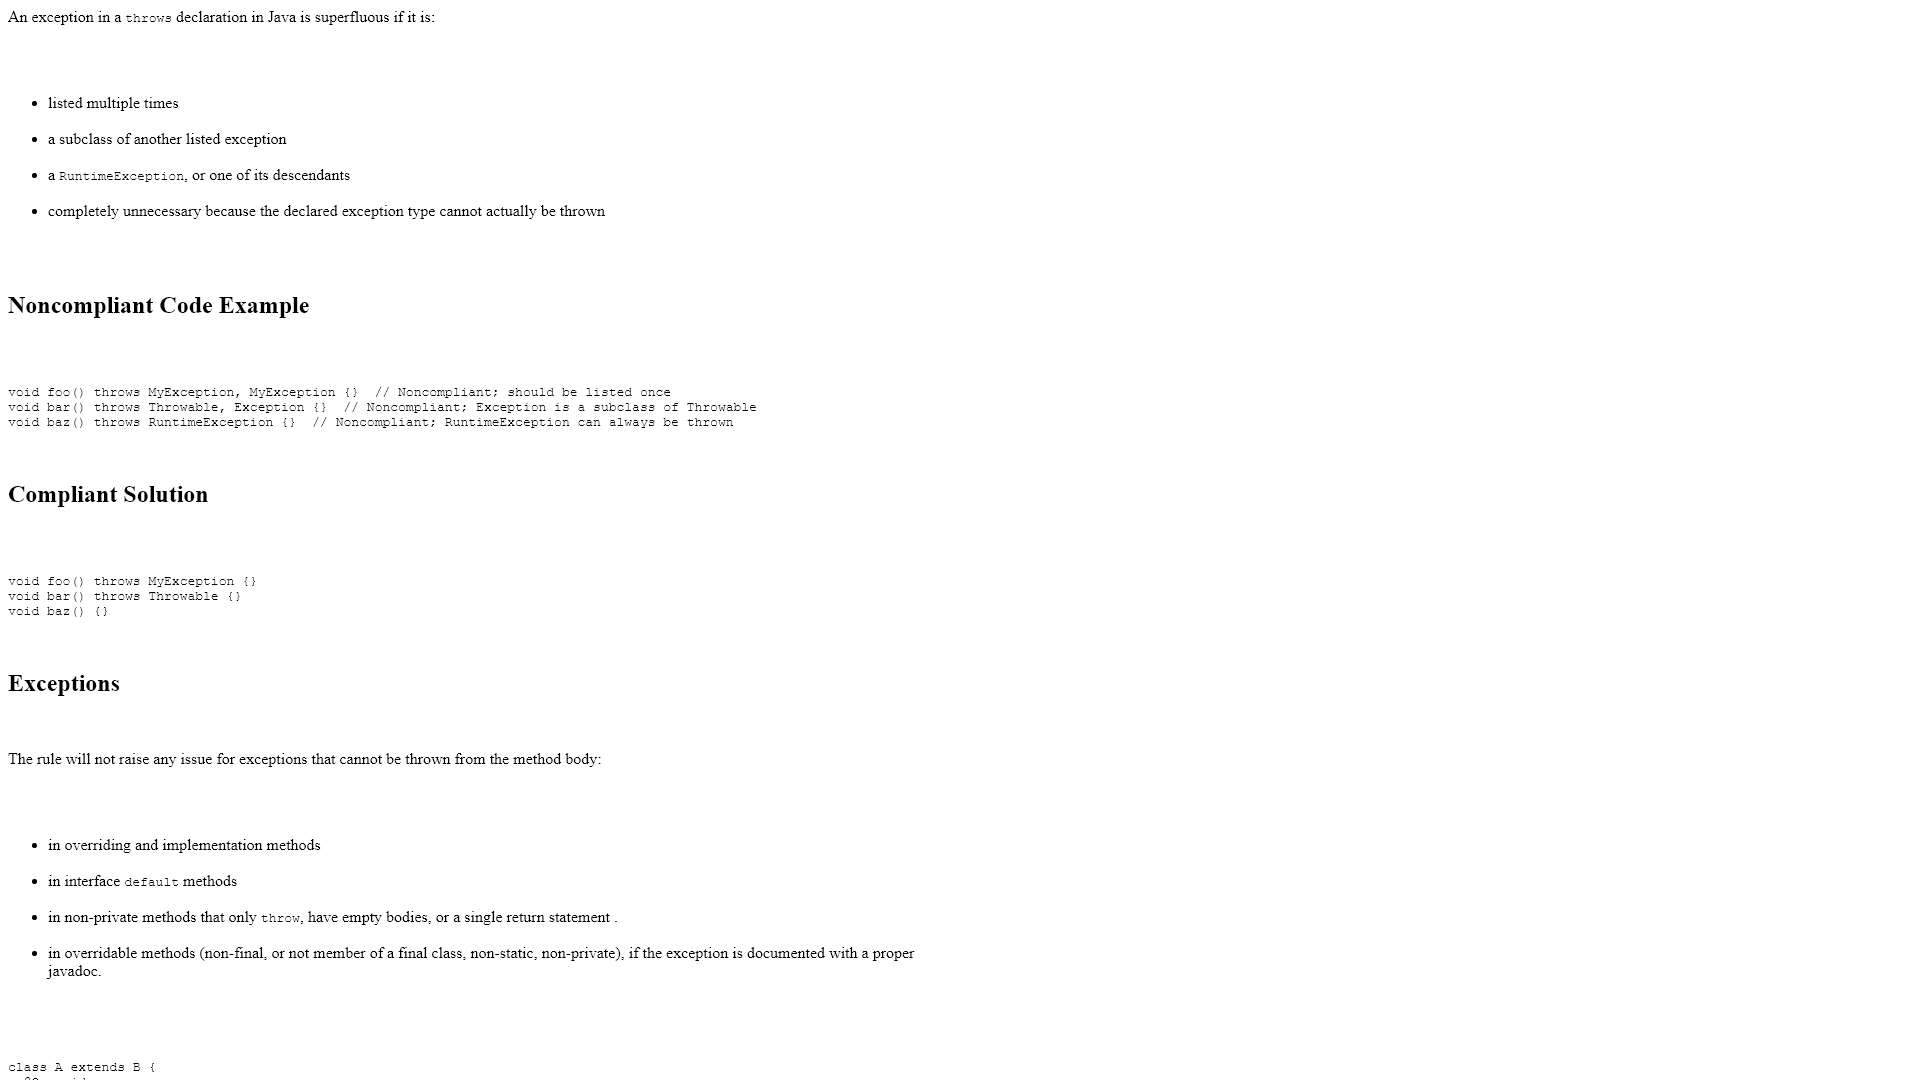 An exception in a throws declaration in Java is superfluous if it is:
listed multiple times
a subclass of another listed exception
a RuntimeException, or one of its descendants
completely unnecessary because the declared exception type cannot actually be thrown
Noncompliant Code Example
void foo() throws MyException, MyException {}  // Noncompliant; should be listed once
void bar() throws Throwable, Exception {}  // Noncompliant; Exception is a subclass of Throwable
void baz() throws RuntimeException {}  // Noncompliant; RuntimeException can always be thrown
Compliant Solution
void foo() throws MyException {}
void bar() throws Throwable {}
void baz() {}
Exceptions
The rule will not raise any issue for exceptions that cannot be thrown from the method body:
in overriding and implementation methods
in interface default methods
in non-private methods that only throw, have empty bodies, or a single return statement .
in overridable methods (non-final, or not member of a final class, non-static, non-private), if the exception is documented with a proper
javadoc.
class A extends B {